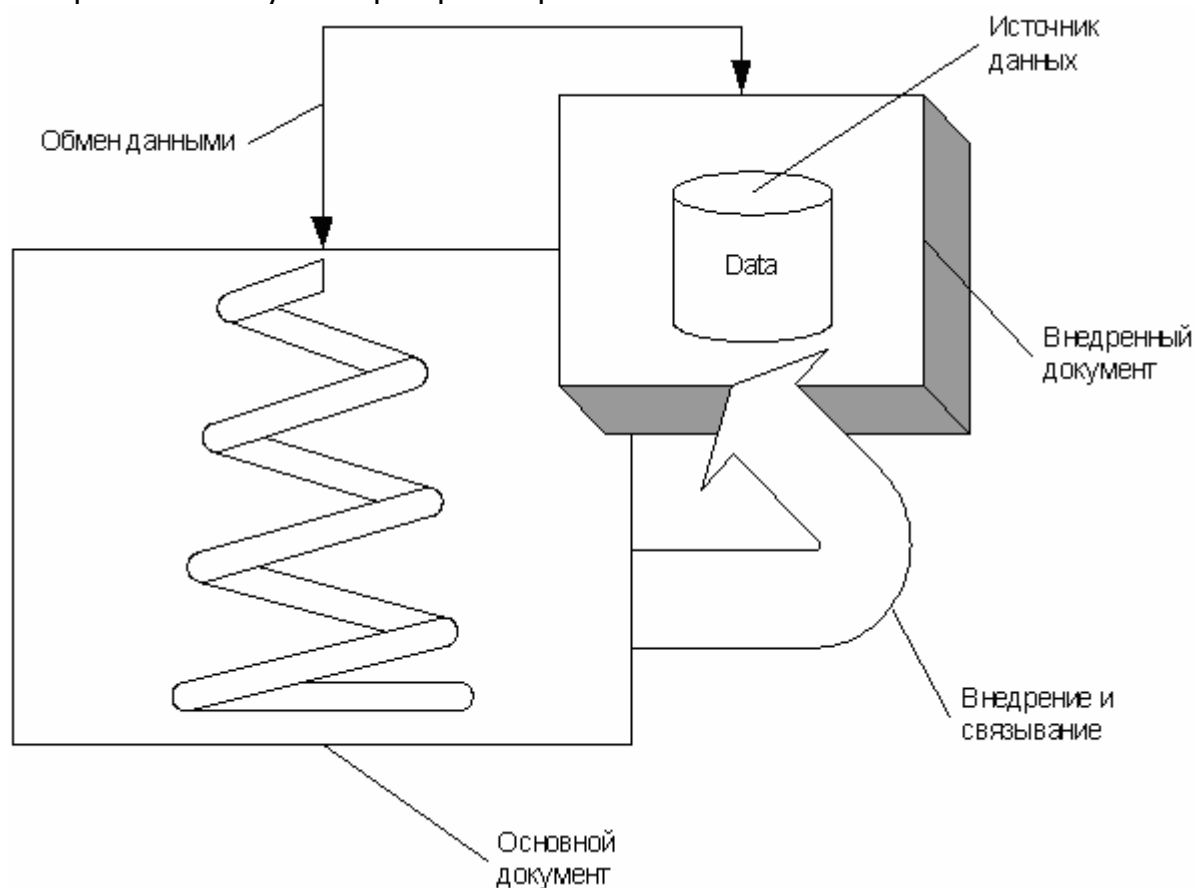 Источник
данных
Обмен данными
Data
Внедренный
документ
Внедрение и
связывание
Основной
документ